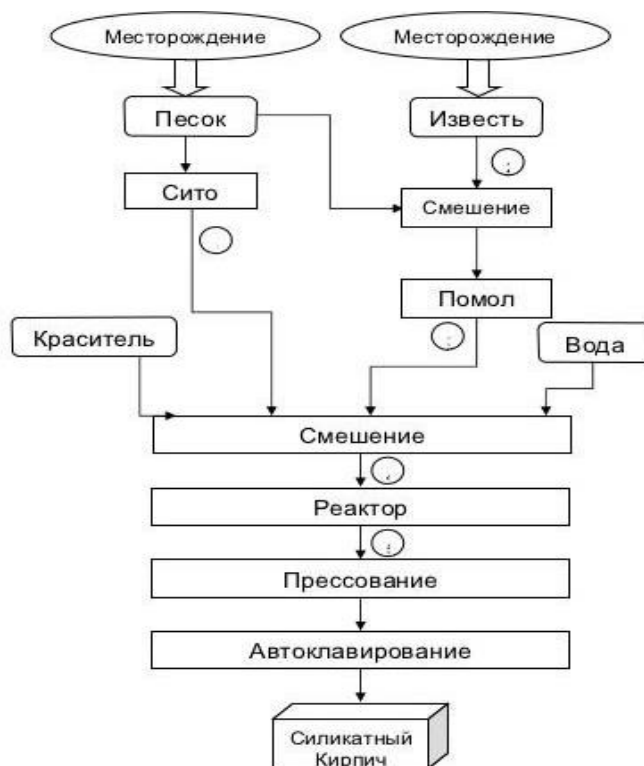 Месторождение
Месторождение
Песок
Известь
Сито
Смешение
Помол
Краситель
Вода
Смешение
Реактор
Прессование
Автоклавирование
Силикатный
Кирпич